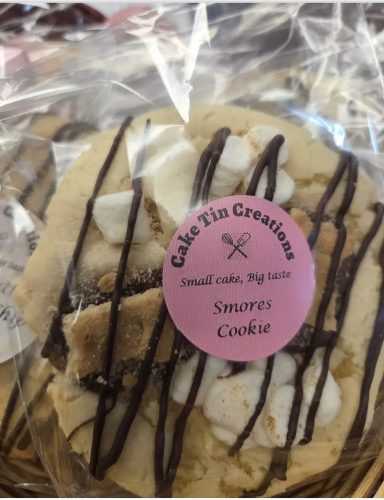 Cake Tin Creations
Small cake, Big taste
Smores
Cookie